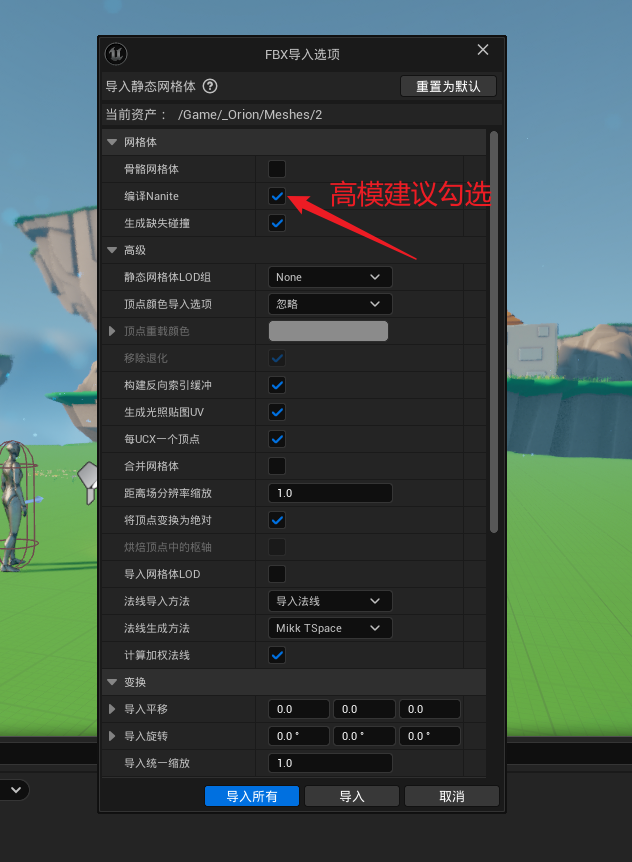 FBX导入选项
导入静态网格体 ?
重置为默认
当前资产： /Game/_Orion/Meshes/2
网格体
骨骼网格体
编译Nanite
高模建议勾选
生成缺失碰撞
高级
静态网格体LOD组 None
顶点颜色导入选项 忽略
顶点重载颜色
移除退化
构建反向索引缓冲
生成光照贴图UV
每UCX一个顶点
合并网格体
距离场分辨率缩放 1.0
将顶点变换为绝对
烘焙顶点中的枢轴
导入网格体LOD
法线导入方法 导入法线
法线生成方法 Mikk TSpace
计算加权法线
变换
导入平移 0.0 0.0 0.0
导入旋转 0.0 ° 0.0 ° 0.0 °
导入统一缩放 1.0
导入所有 导入 取消